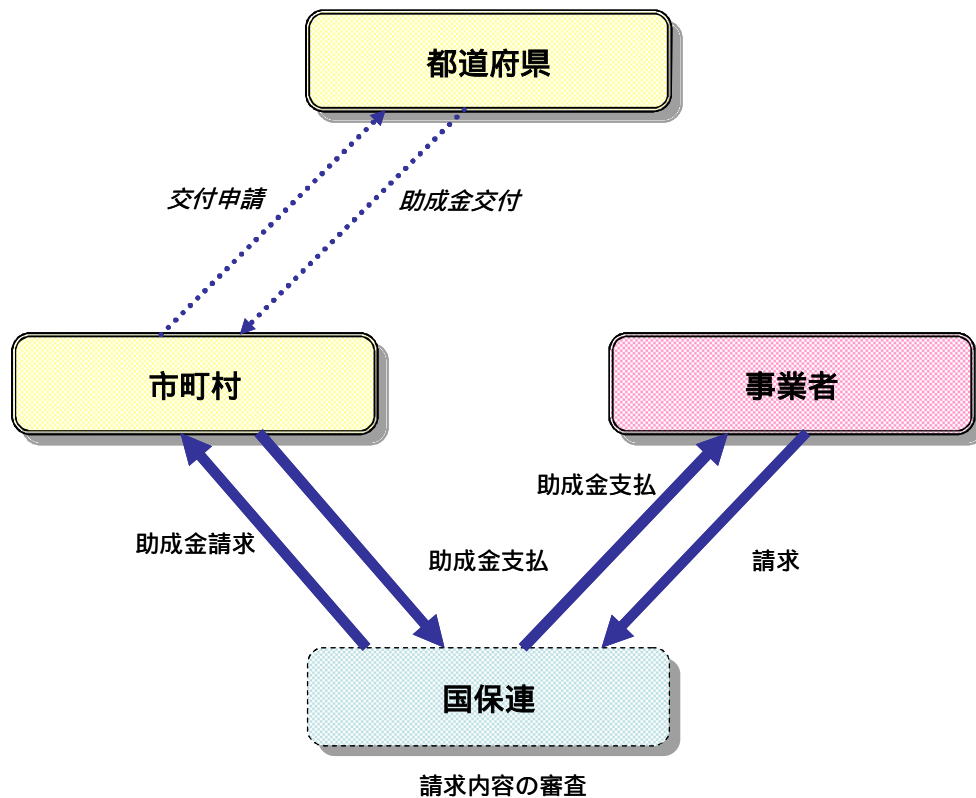 都道府県
交付申請
助成金交付
市町村
事業者
助成金支払
助成金請求
助成金支払
請求
国保連
請求内容の審査